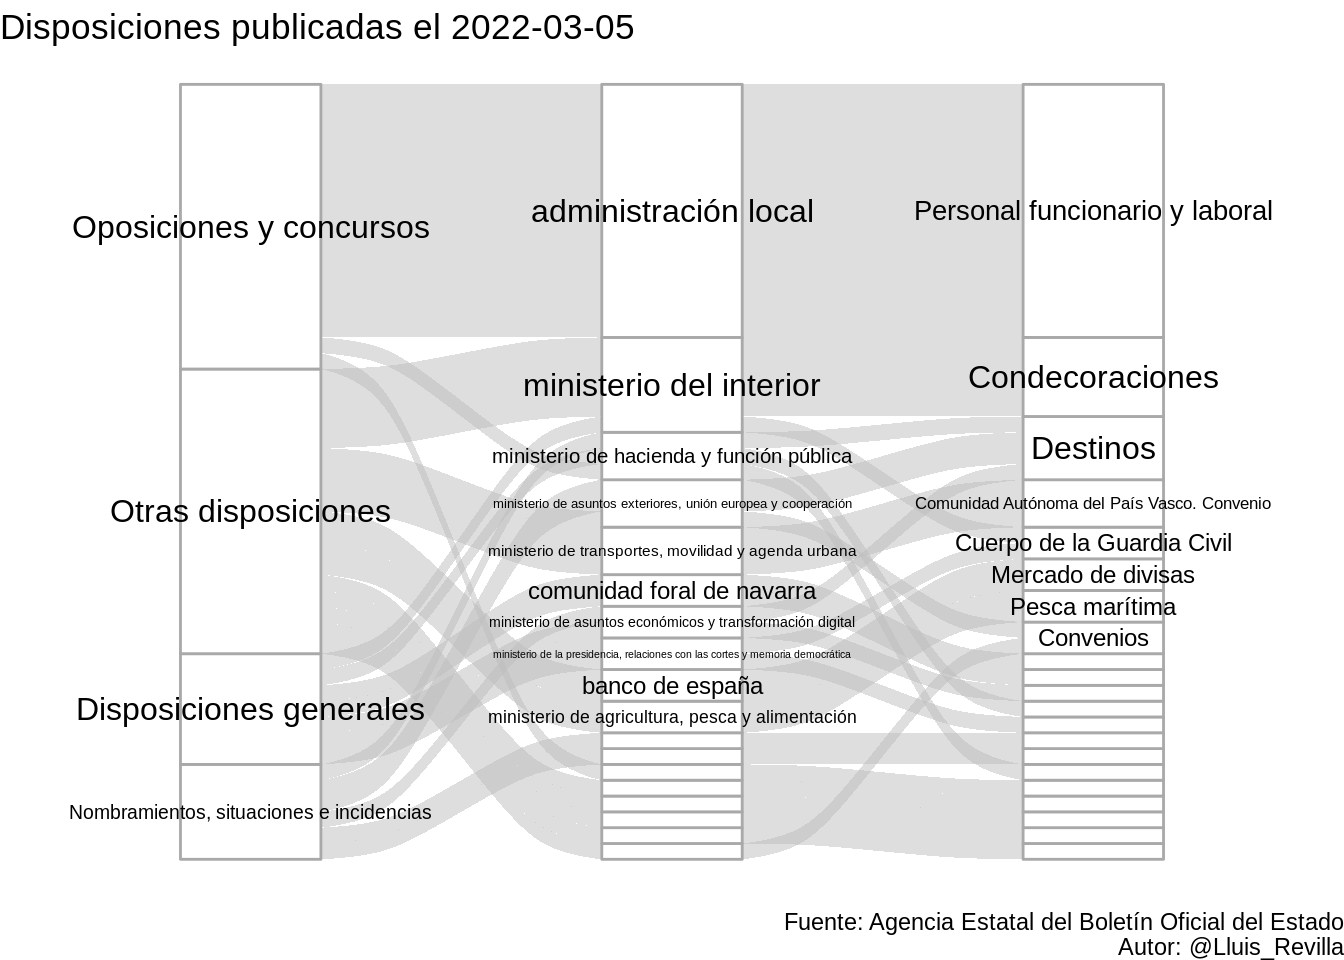 Disposiciones publicadas el 2022-03-05
Oposiciones y concursos
Otras disposiciones
Disposiciones generales
Nombramientos, situaciones e incidencias
administración local
ministerio del interior
ministerio de hacienda y función pública
ministerio de asuntos exteriores, unión europea y cooperación
ministerio de transportes, movilidad y agenda urbana
comunidad foral de navarra
ministerio de asuntos económicos y transformación digital
ministerio de la presidencia, relaciones con las cortes y memoria democrática
banco de españa
ministerio de agricultura, pesca y alimentación
Personal funcionario y laboral
Condecoraciones
Destinos
Comunidad Autónoma del País Vasco. Convenio
Cuerpo de la Guardia Civil
Mercado de divisas
Pesca marítima
Convenios
Fuente: Agencia Estatal del Boletín Oficial del Estado
Autor: @Lluis_Revilla